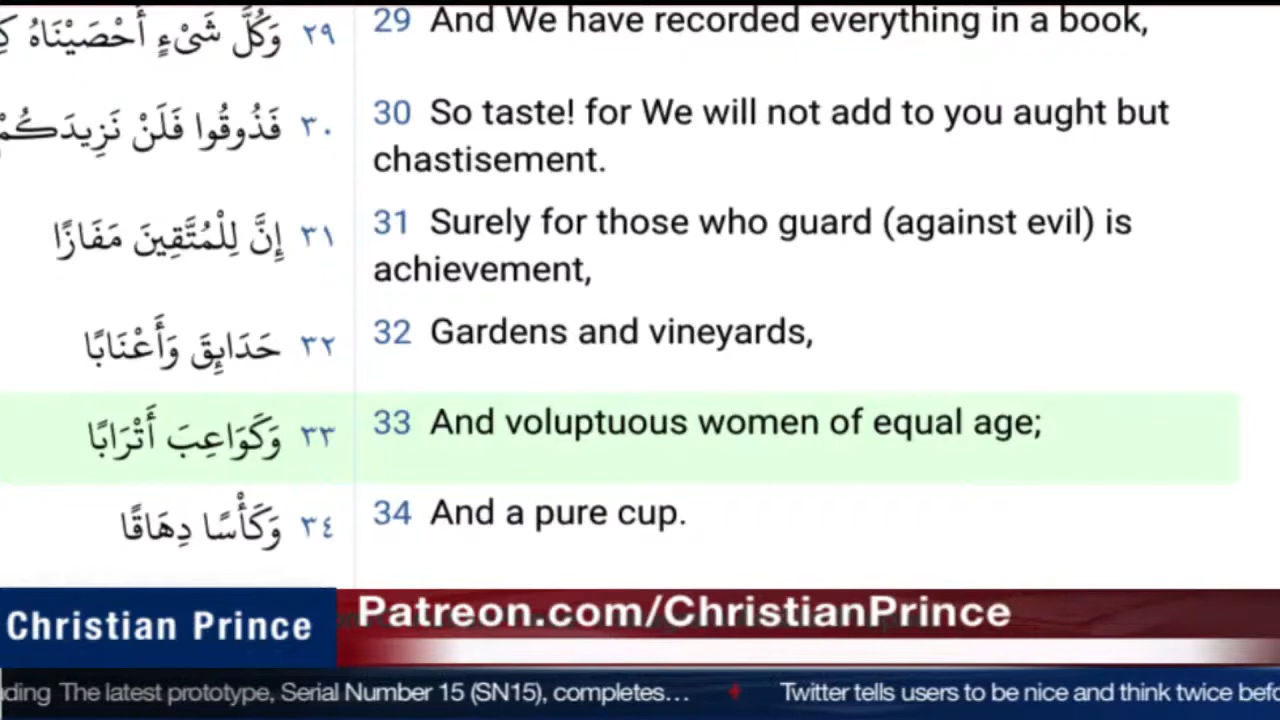 وَكُلَّ شَىْءٍ أَحْصَيْنَاهُ ٢٩
29 And We have recorded everything in a book,
فَذُوقُوا فَلَنْ نَزِيدَكُمْ ٣٠
30 So taste! for We will not add to you aught but
chastisement.
إِنَّ لِلْمُتَّقِينَ مَفَازًا ٣١
31 Surely for those who guard (against evil) is
achievement,
حَدَايِقَ وَأَعْنَابًا ٣٢
32 Gardens and vineyards,
وَكَوَاعِبَ أَتْرَابًا ٣٣
33 And voluptuous women of equal age;
وَكَأْسًا دِهَاقًا ٣٤
34 And a pure cup.
Christian Prince
Patreon.com/ChristianPrince
ding The latest prototype, Serial Number 15 (SN15), completes... Twitter tells users to be nice and think twice befo